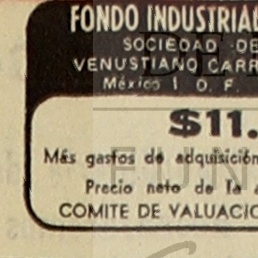 FONDO INDUSTRIAL
SOCIEDAD DE
VENUSTIANO CARR
México 1 D. F.
$11.
Más gastos de adquisición
Precio neto de la a
COMITE DE VALUACIO